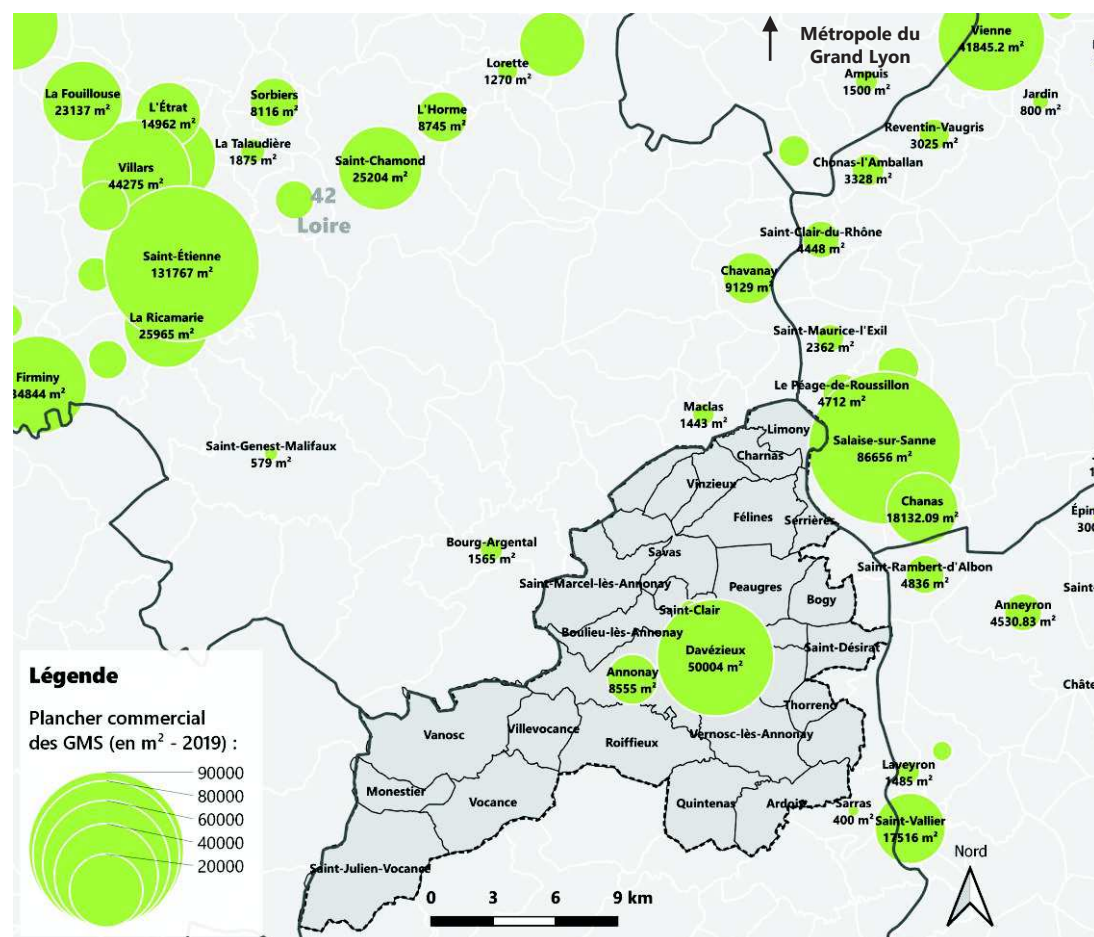 Métropole du
Grand Lyon
Vienne
41845.2 m²
Lorette
1270 m²
Ampuis
1500 m²
Jardin
800 m²
La Fouillouse
23137 m²
L'Étrat
14962 m²
Sorbiers
8116 m²
L'Horme
8745 m²
Reventin-Vaugris
3025 m²
La Talaudière
1875 m²
Saint-Chamond
25204 m²
Chonas-l'Amballan
3328 m²
Villars
44275 m²
42
Loire
Saint-Clair-du-Rhône
4448 m²
Saint-Étienne
131767 m²
Chavanay
9129 m²
La Ricamarie
25965 m²
Saint-Maurice-l'Exil
2362 m²
Firminy
34844 m²
Le Péage-de-Roussillon
4712 m²
Maclas
1443 m²
Limony
Saint-Genest-Malifaux
579 m²
Salaise-sur-Sanne
86656 m²
Charnas
Vinzieux
Chanas
18132.09 m²
Félines
Serrières
Bourg-Argental
1565 m²
Savas
Saint-Rambert-d'Albon
4836 m²
Saint-Marcel-lès-Annonay
Peaugres
Bogy
Saint-Clair
Anneyron
4530.83 m²
Boulieu-lès-Annonay
Davézieux
50004 m²
Saint-Désirat
Annonay
8555 m²
Thorrenc
Vanosc
Villevocance
Roiffieux
Vernosc-lès-Annonay
Laveyron
1485 m²
Monestier
Vocance
Quintenas
Ardoix
Sarras
400 m²
Saint-Vallier
17516 m²
Saint-Julien-Vocance
Légende
Plancher commercial
des GMS (en m² - 2019) :
90000
80000
60000
40000
20000
0 3 6 9 km
Nord